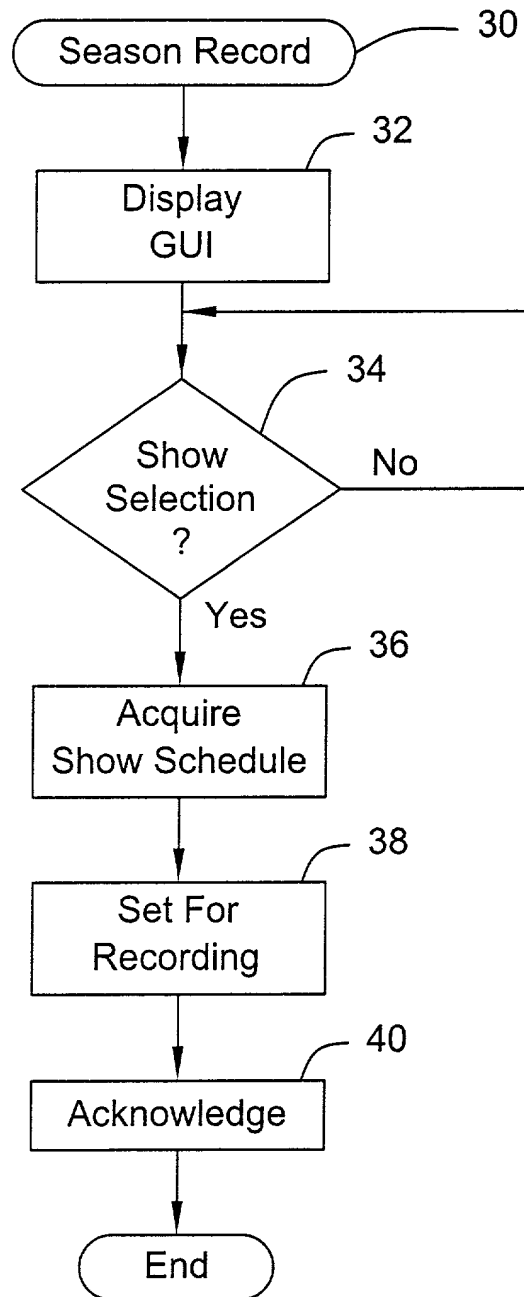 Season Record
30
32
Display
GUI
34
Show
Selection
?
No
Yes
36
Acquire
Show Schedule
38
Set For
Recording
40
Acknowledge
End